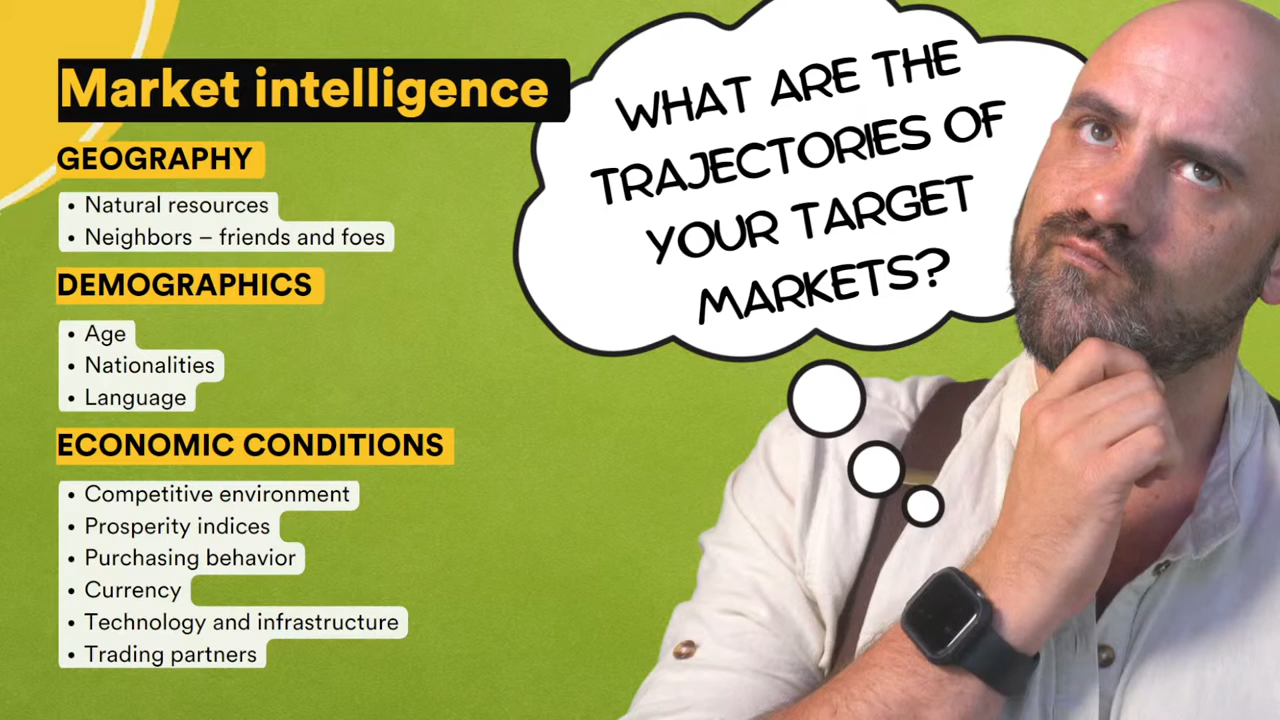 Market intelligence
GEOGRAPHY
• Natural resources
• Neighbors – friends and foes
DEMOGRAPHICS
• Age
• Nationalities
• Language
ECONOMIC CONDITIONS
• Competitive environment
• Prosperity indices
• Purchasing behavior
• Currency
• Technology and infrastructure
• Trading partners
WHAT ARE THE
TRAJECTORIES OF
YOUR TARGET
MARKETS?